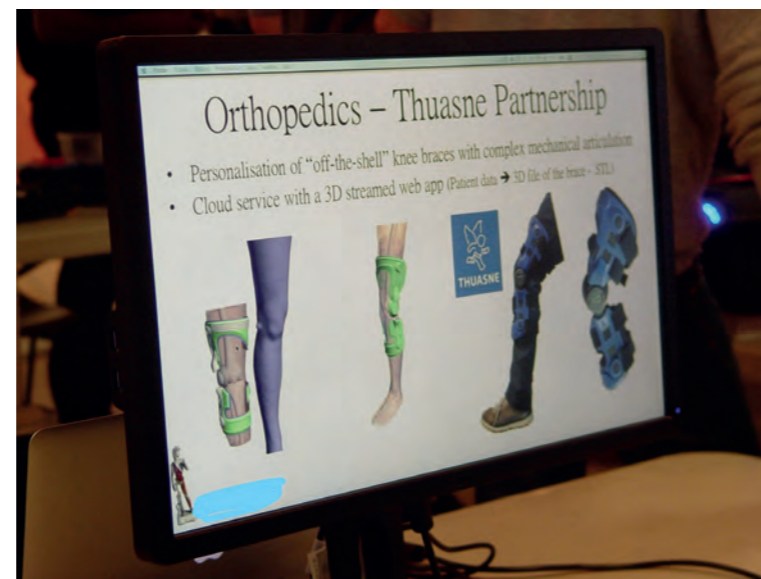 Orthopedics – Thuasne Partnership
• Personalisation of “off-the-shell” knee braces with complex mechanical articulation
• Cloud service with a 3D streamed web app (Patient data ➔ 3D file of the brace - .STL)
THUASNE